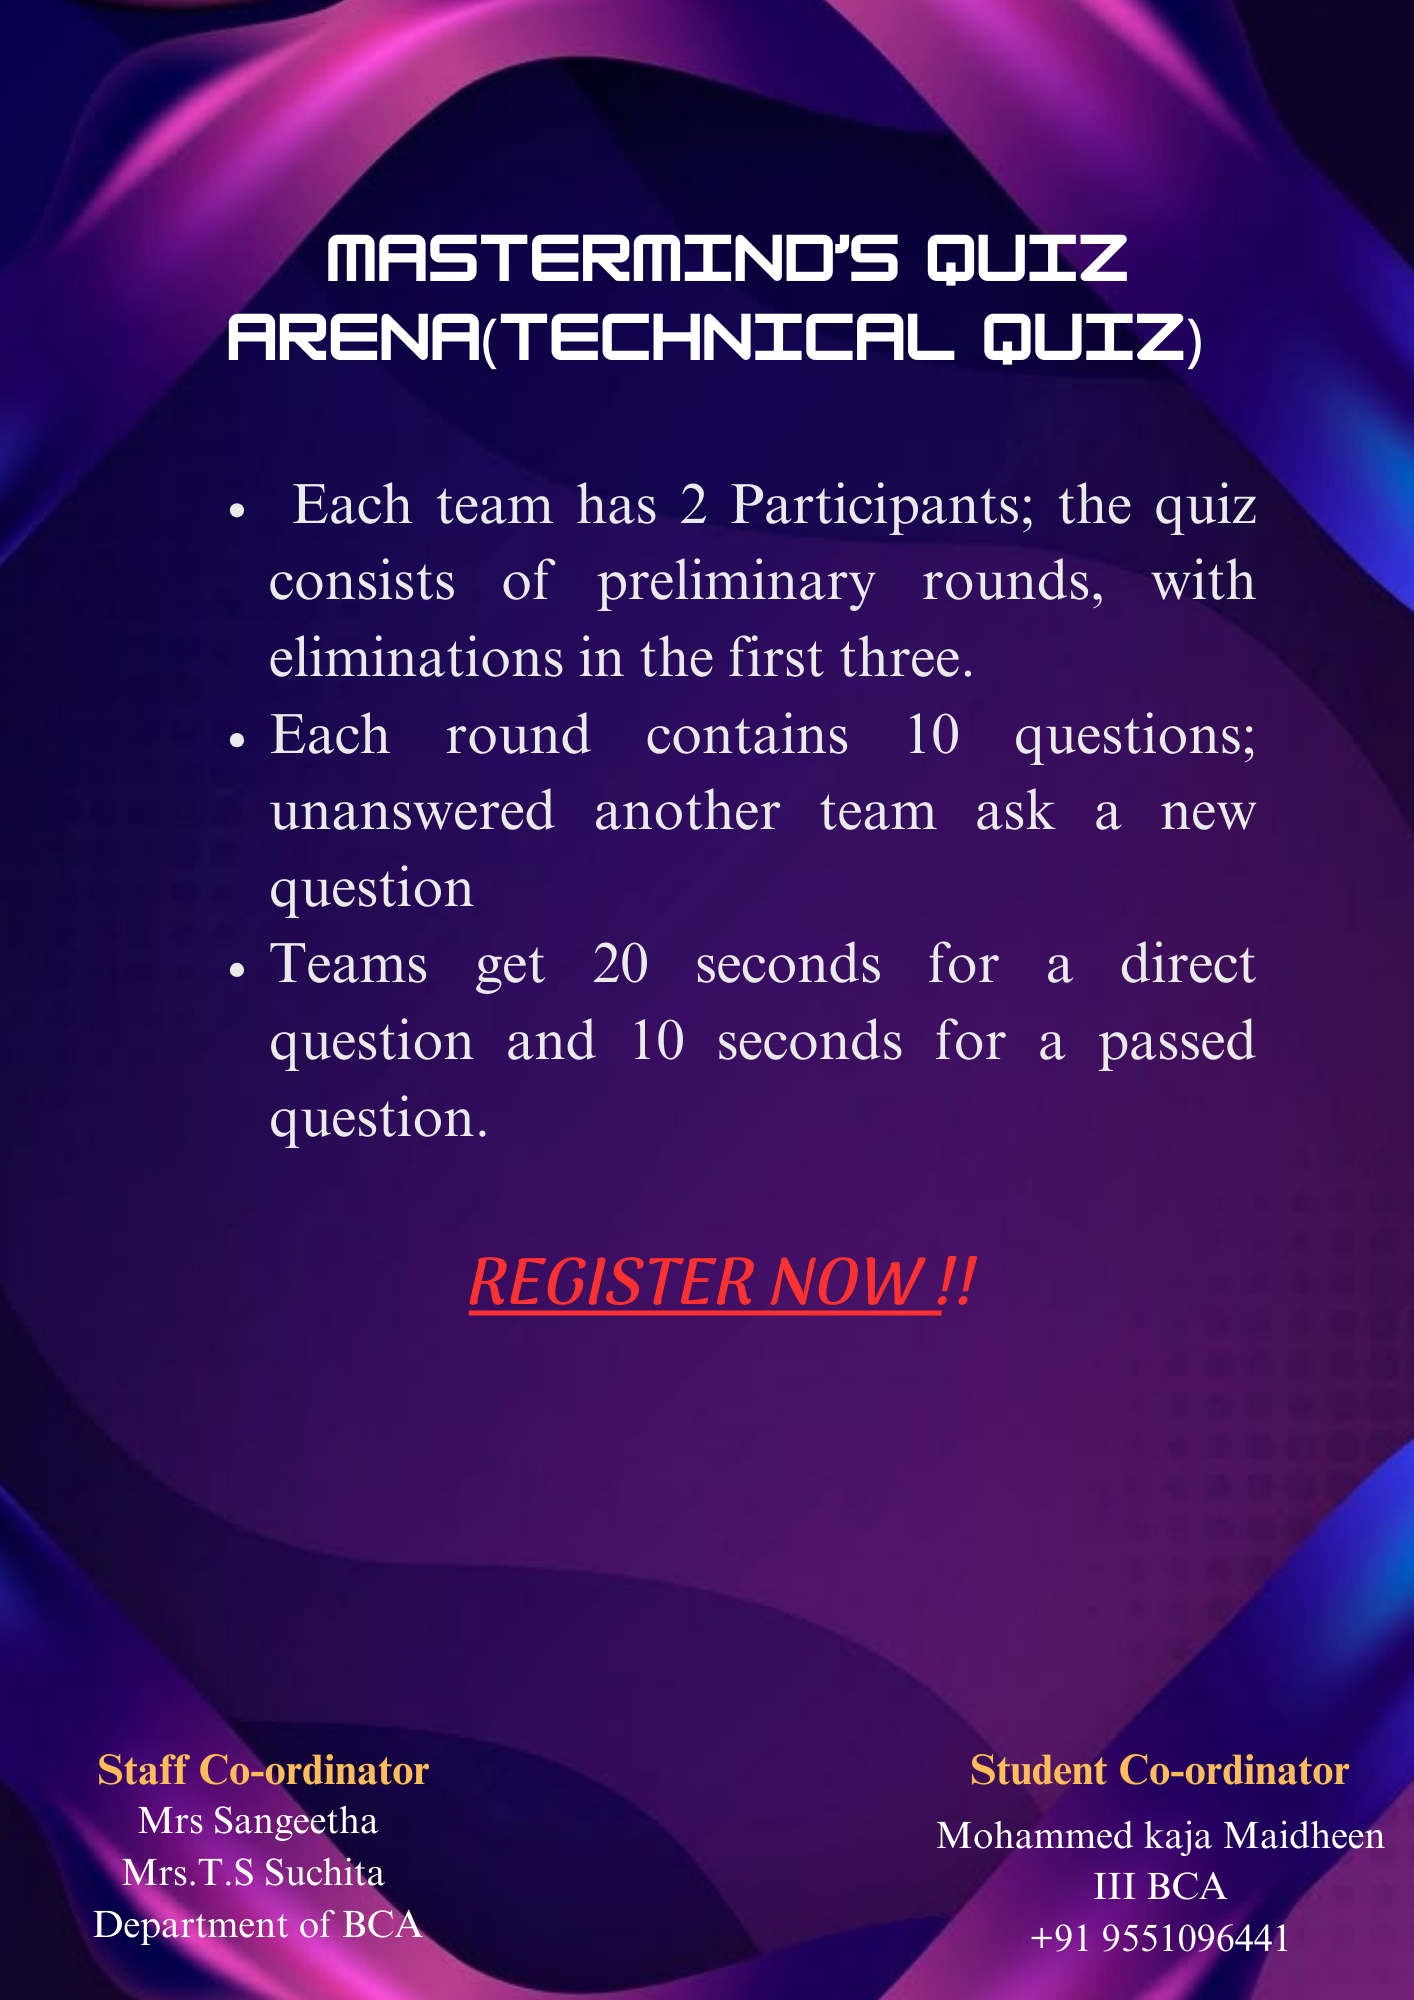 MASTERMIND'S QUIZ
ARENA(TECHNICAL QUIZ)
• Each team has 2 Participants; the quiz
consists of preliminary rounds, with
eliminations in the first three.
• Each round contains 10 questions;
unanswered another team ask a new
question
• Teams get 20 seconds for a direct
question and 10 seconds for a passed
question.
REGISTER NOW !!
Staff Co-ordinator
Mrs Sangeetha
Mrs.T.S Suchita
Department of BCA
Student Co-ordinator
Mohammed kaja Maidheen
III BCA
+91 9551096441